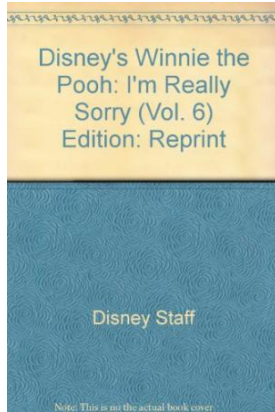 Disney's Winnie the
Pooh: I'm Really
Sorry (Vol. 6)
Edition: Reprint
Disney Staff
Note: This is no the actual book cover